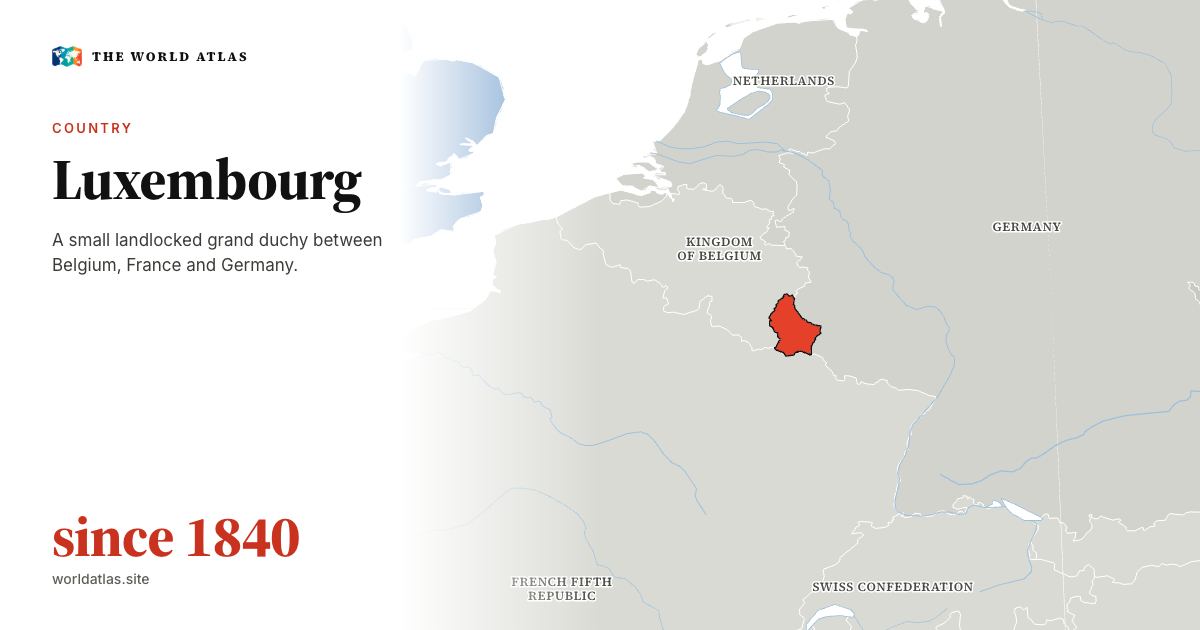 THE WORLD ATLAS
COUNTRY
Luxembourg
A small landlocked grand duchy between
Belgium, France and Germany.
since 1840
worldatlas.site
NETHERLANDS
GERMANY
KINGDOM
OF BELGIUM
FRENCH FIFTH
REPUBLIC
SWISS CONFEDERATION